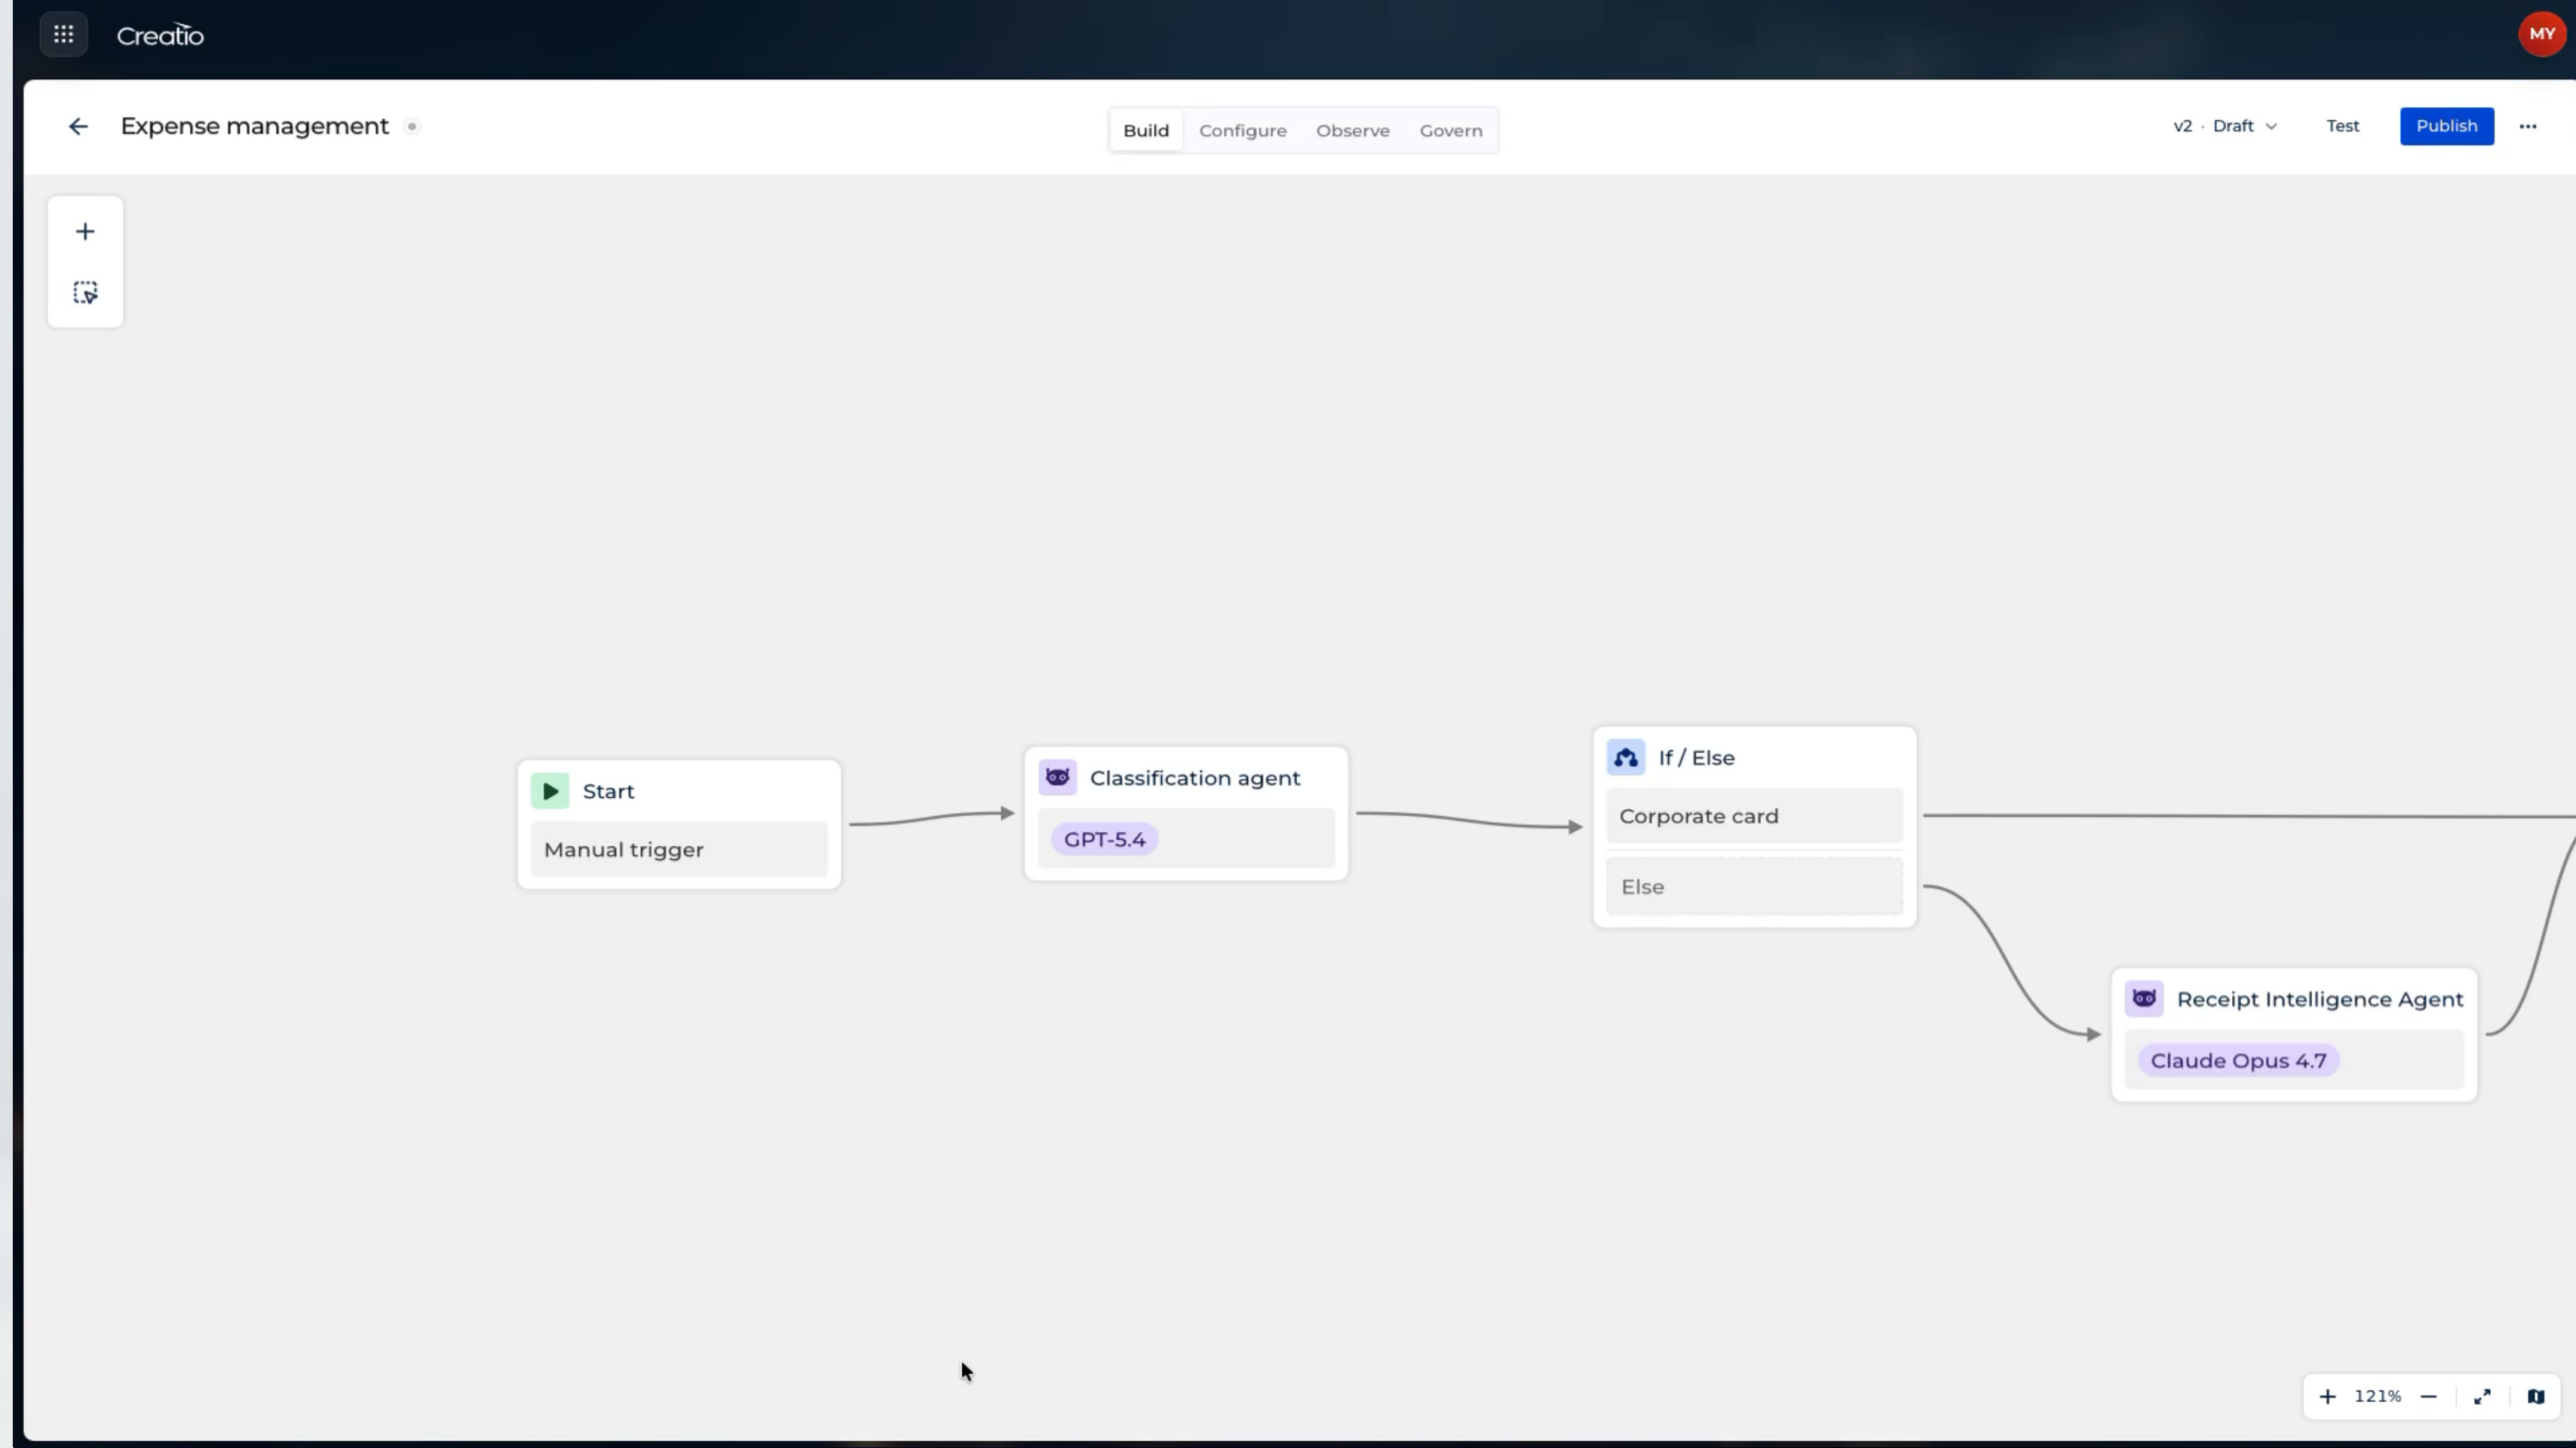 Creatio
MY
Expense management
Build
Configure
Observe
Govern
v2 · Draft
Test
Publish
Start
Manual trigger
Classification agent
GPT-5.4
If / Else
Corporate card
Else
Receipt Intelligence Agent
Claude Opus 4.7
121%